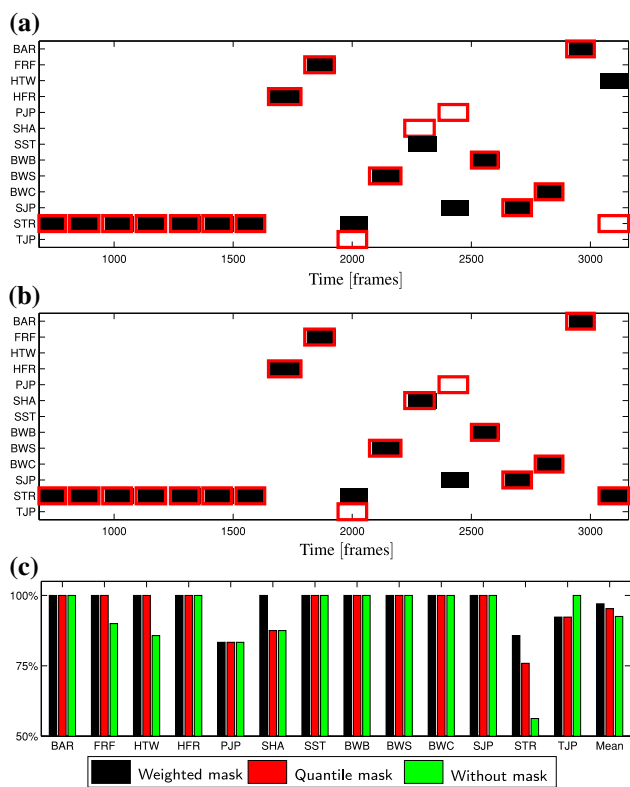 (a)
BAR
FRF
HTW
HFR
PJP
SHA
SST
BWB
BWS
BWC
SJP
STR
TJP
1000 1500 2000 2500 3000
Time [frames]
(b)
BAR
FRF
HTW
HFR
PJP
SHA
SST
BWB
BWS
BWC
SJP
STR
TJP
1000 1500 2000 2500 3000
Time [frames]
(c)
100%
75%
50%
BAR FRF HTW HFR PJP SHA SST BWB BWS BWC SJP STR TJP Mean
Weighted mask Quantile mask Without mask